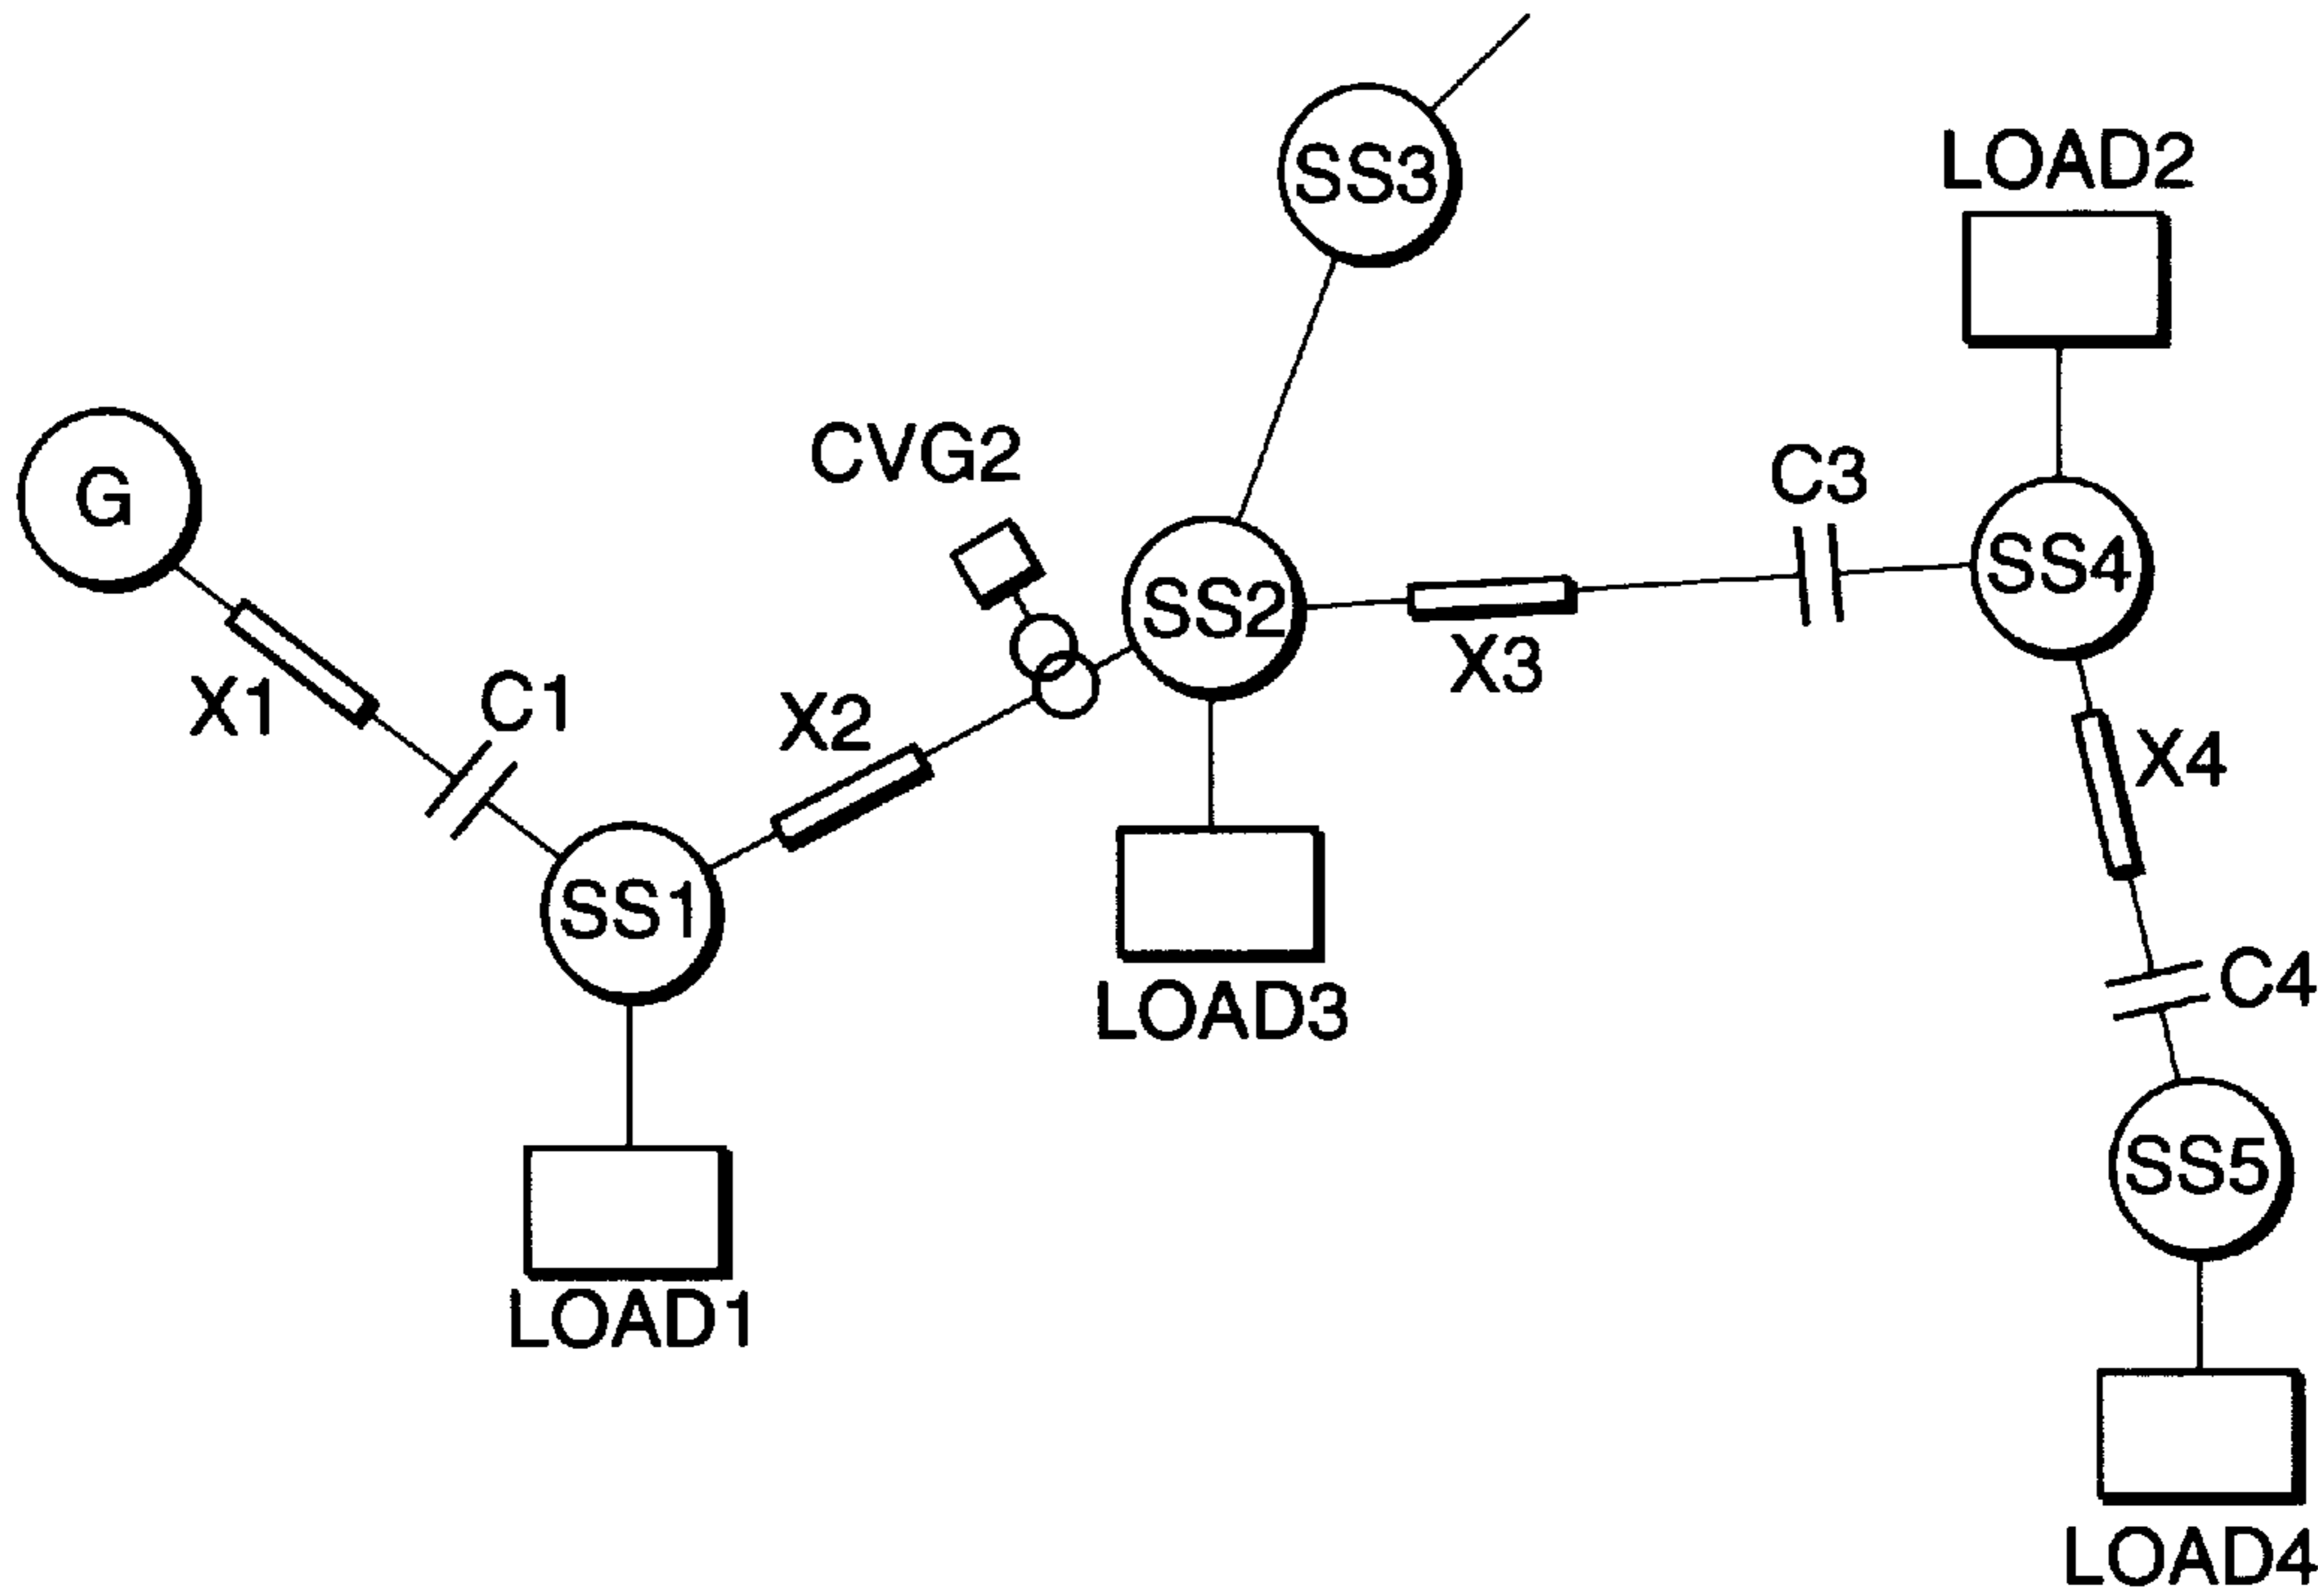 SS3
LOAD2
CVG2
C3
G
SS4
SS2
X3
X1
C1
X2
X4
SS1
LOAD3
C4
SS5
LOAD1
LOAD4